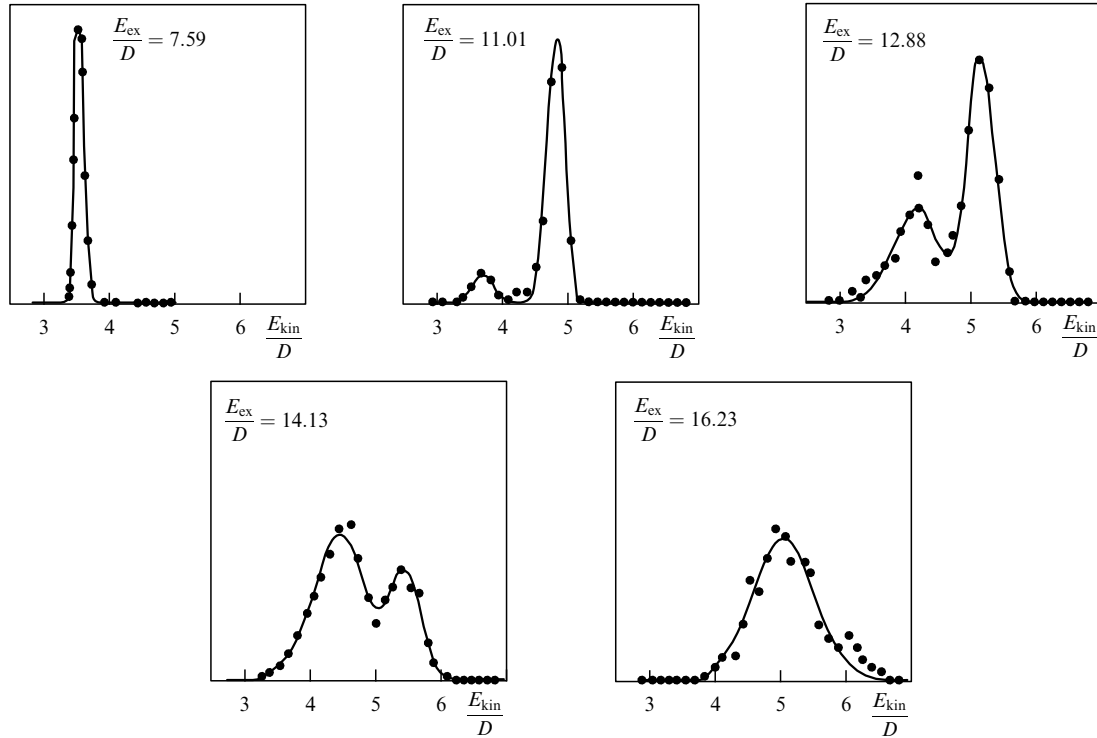 E_ex/D = 7.59
3 4 5 6 E_kin/D
E_ex/D = 11.01
3 4 5 6 E_kin/D
E_ex/D = 12.88
3 4 5 6 E_kin/D
E_ex/D = 14.13
3 4 5 6 E_kin/D
E_ex/D = 16.23
3 4 5 6 E_kin/D